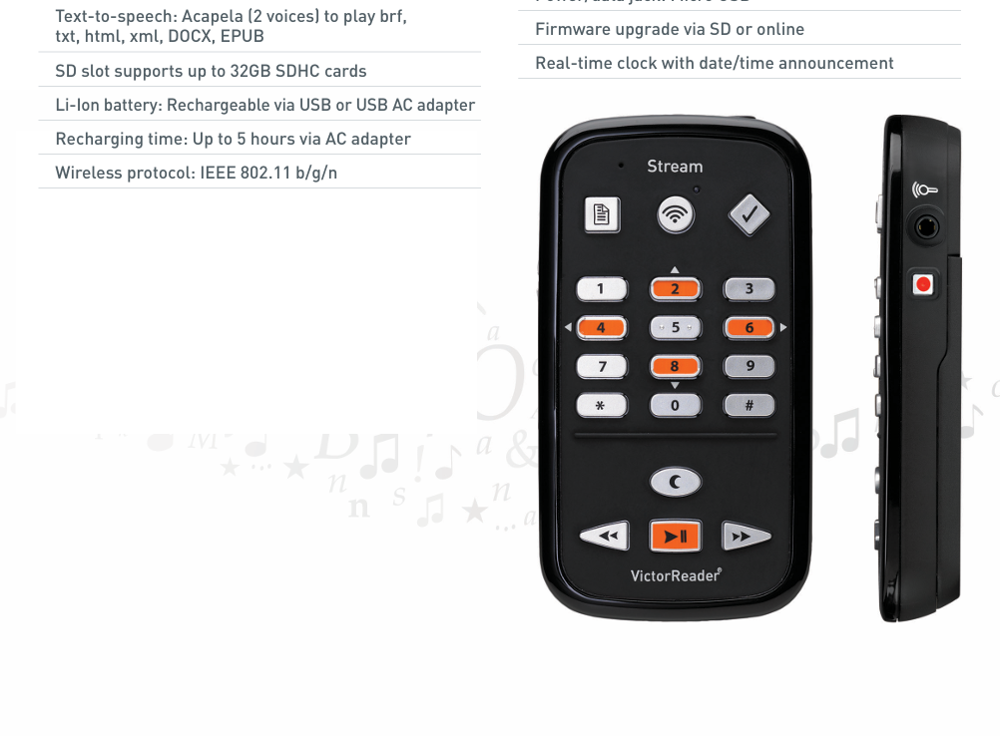 Text-to-speech: Acapela (2 voices) to play brf,
txt, html, xml, DOCX, EPUB
SD slot supports up to 32GB SDHC cards
Li-Ion battery: Rechargeable via USB or USB AC adapter
Recharging time: Up to 5 hours via AC adapter
Wireless protocol: IEEE 802.11 b/g/n
Firmware upgrade via SD or online
Real-time clock with date/time announcement
Stream
1 2 3
4 5 6
7 8 9
* 0 #
VictorReader®